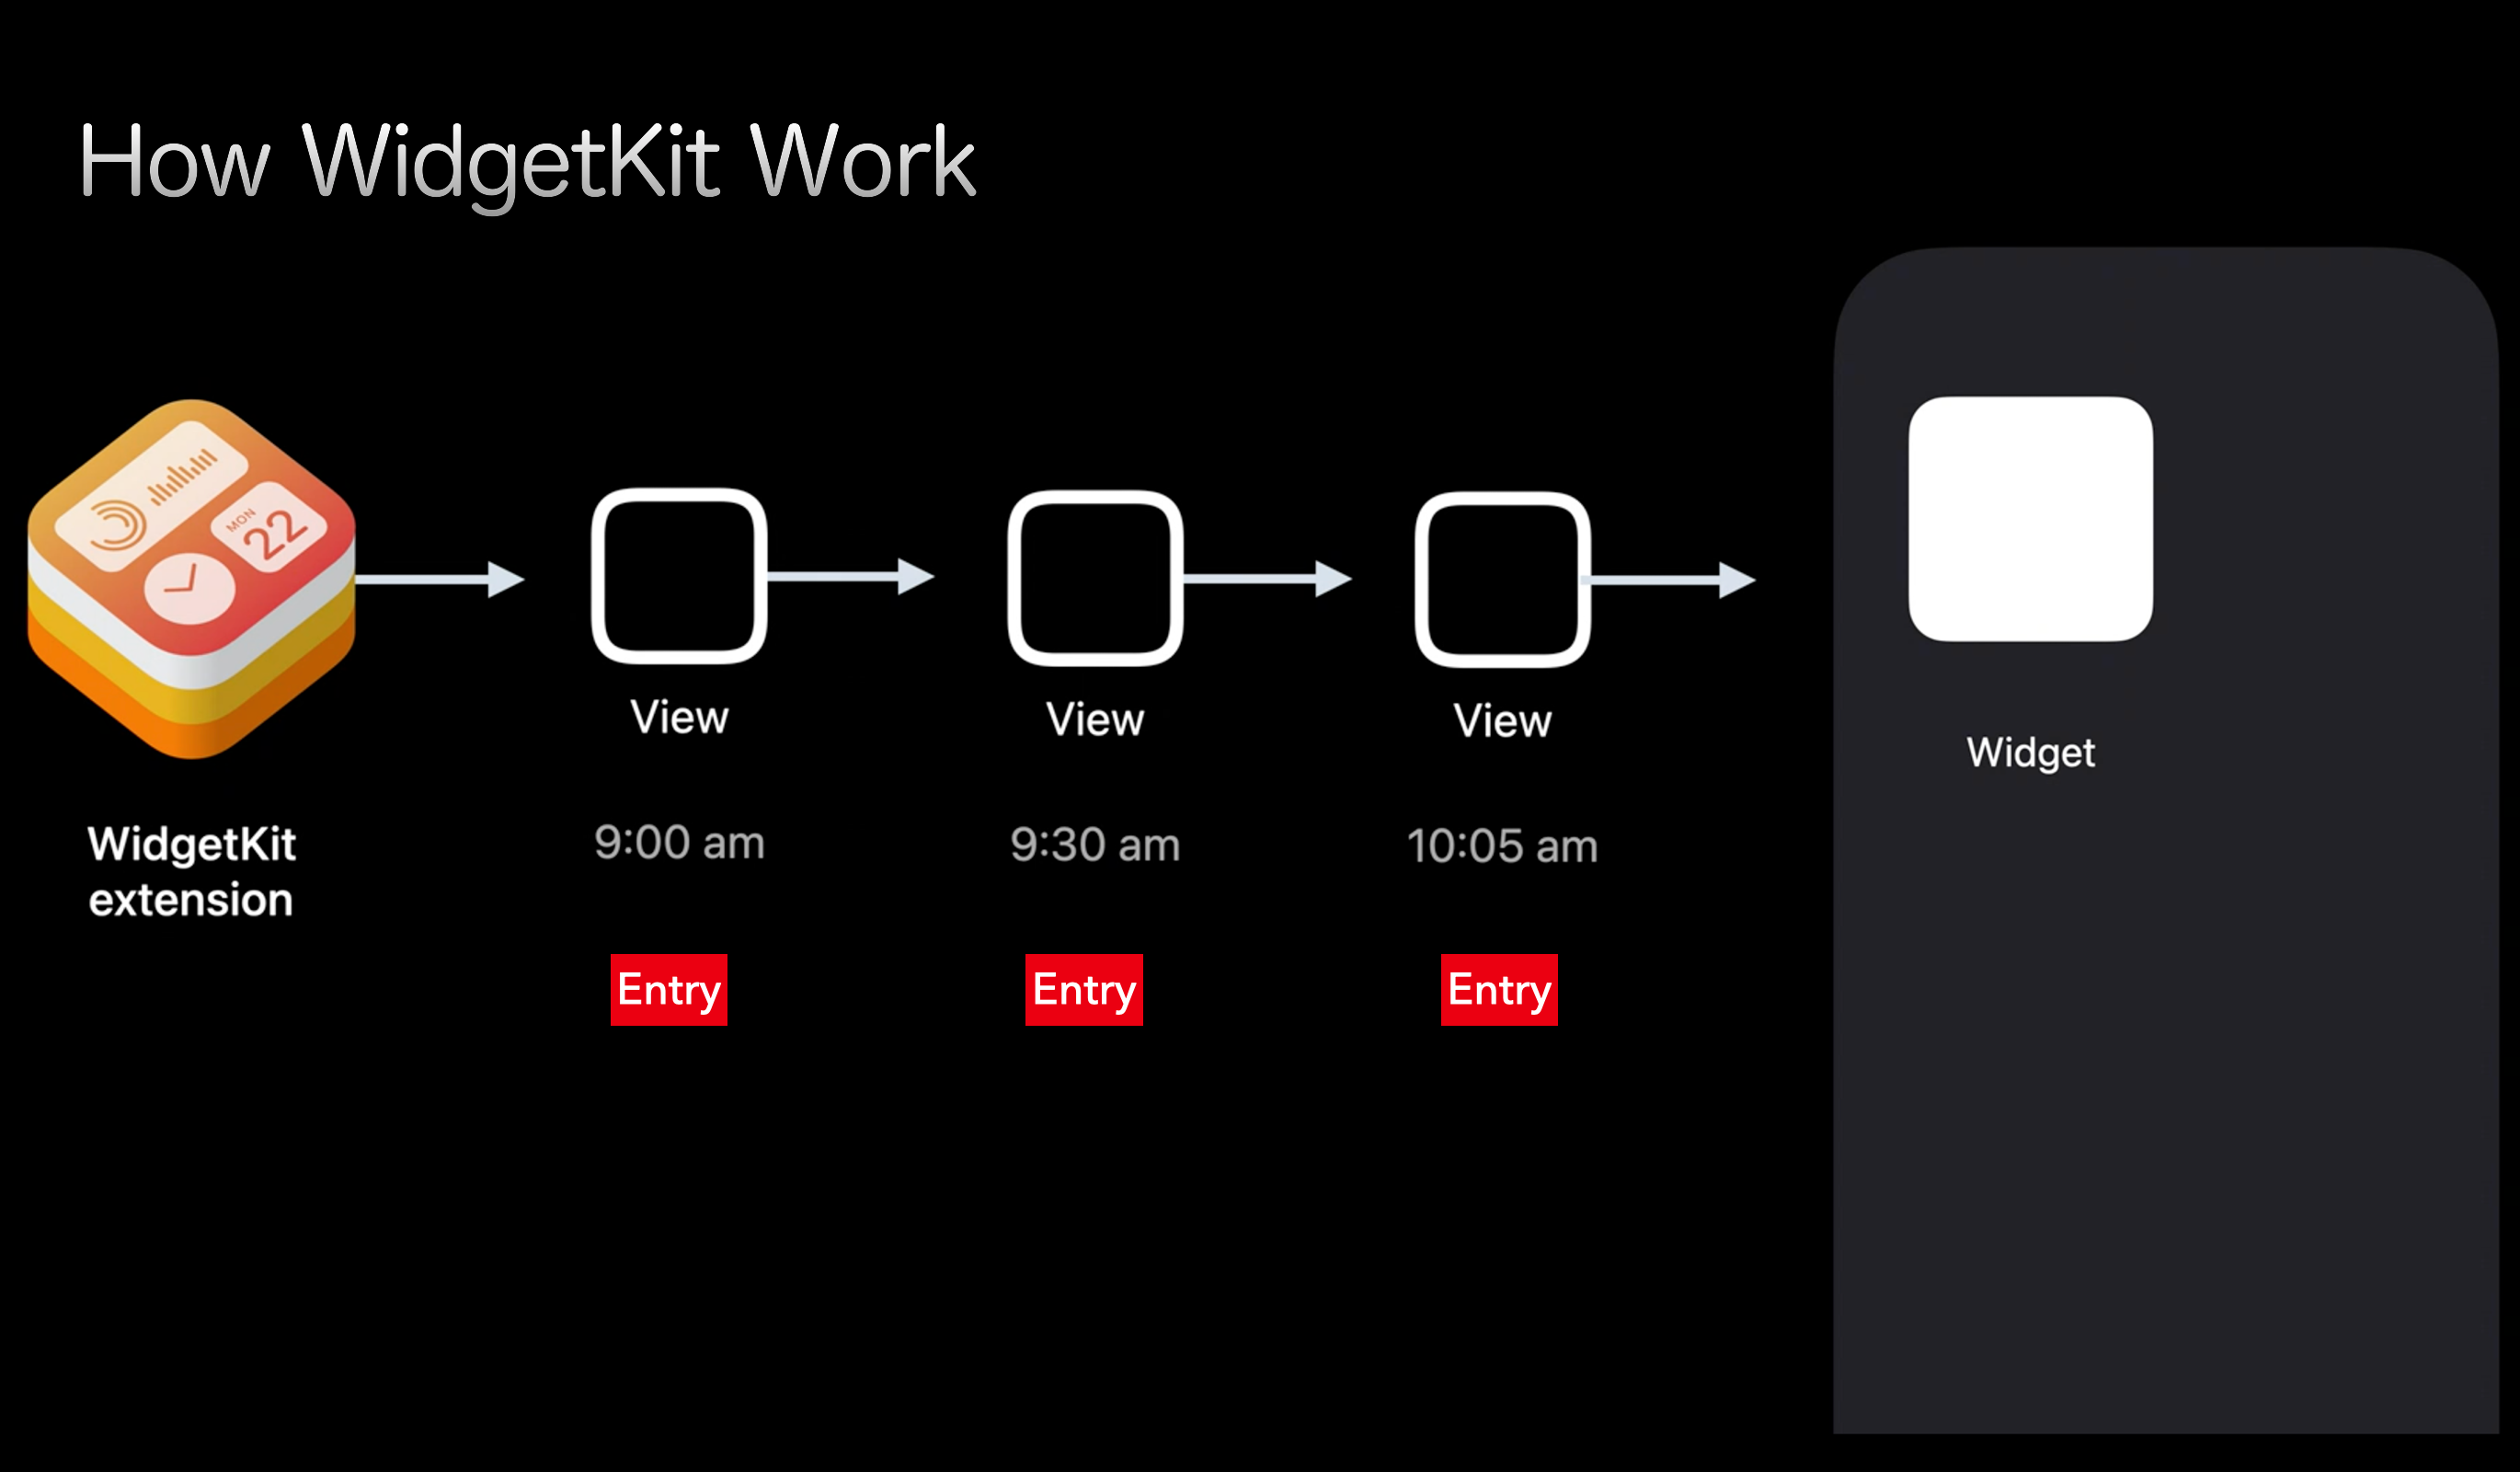 How WidgetKit Work
MON
22
View
View
View
Widget
WidgetKit
extension
9:00 am
9:30 am
10:05 am
Entry
Entry
Entry